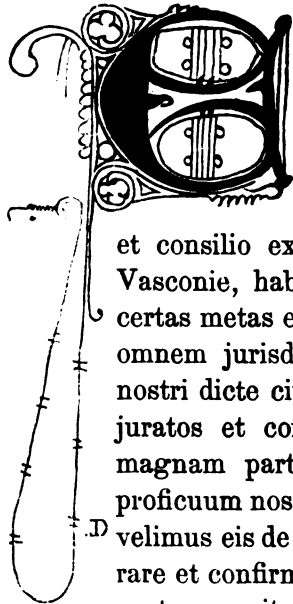 E
et consilio ex
Vasconie, hab
certas metas e
omnem jurisd
nostri dicte ci
juratos et co
magnam part
proficuum nos
D velimus eis de
rare et confirm